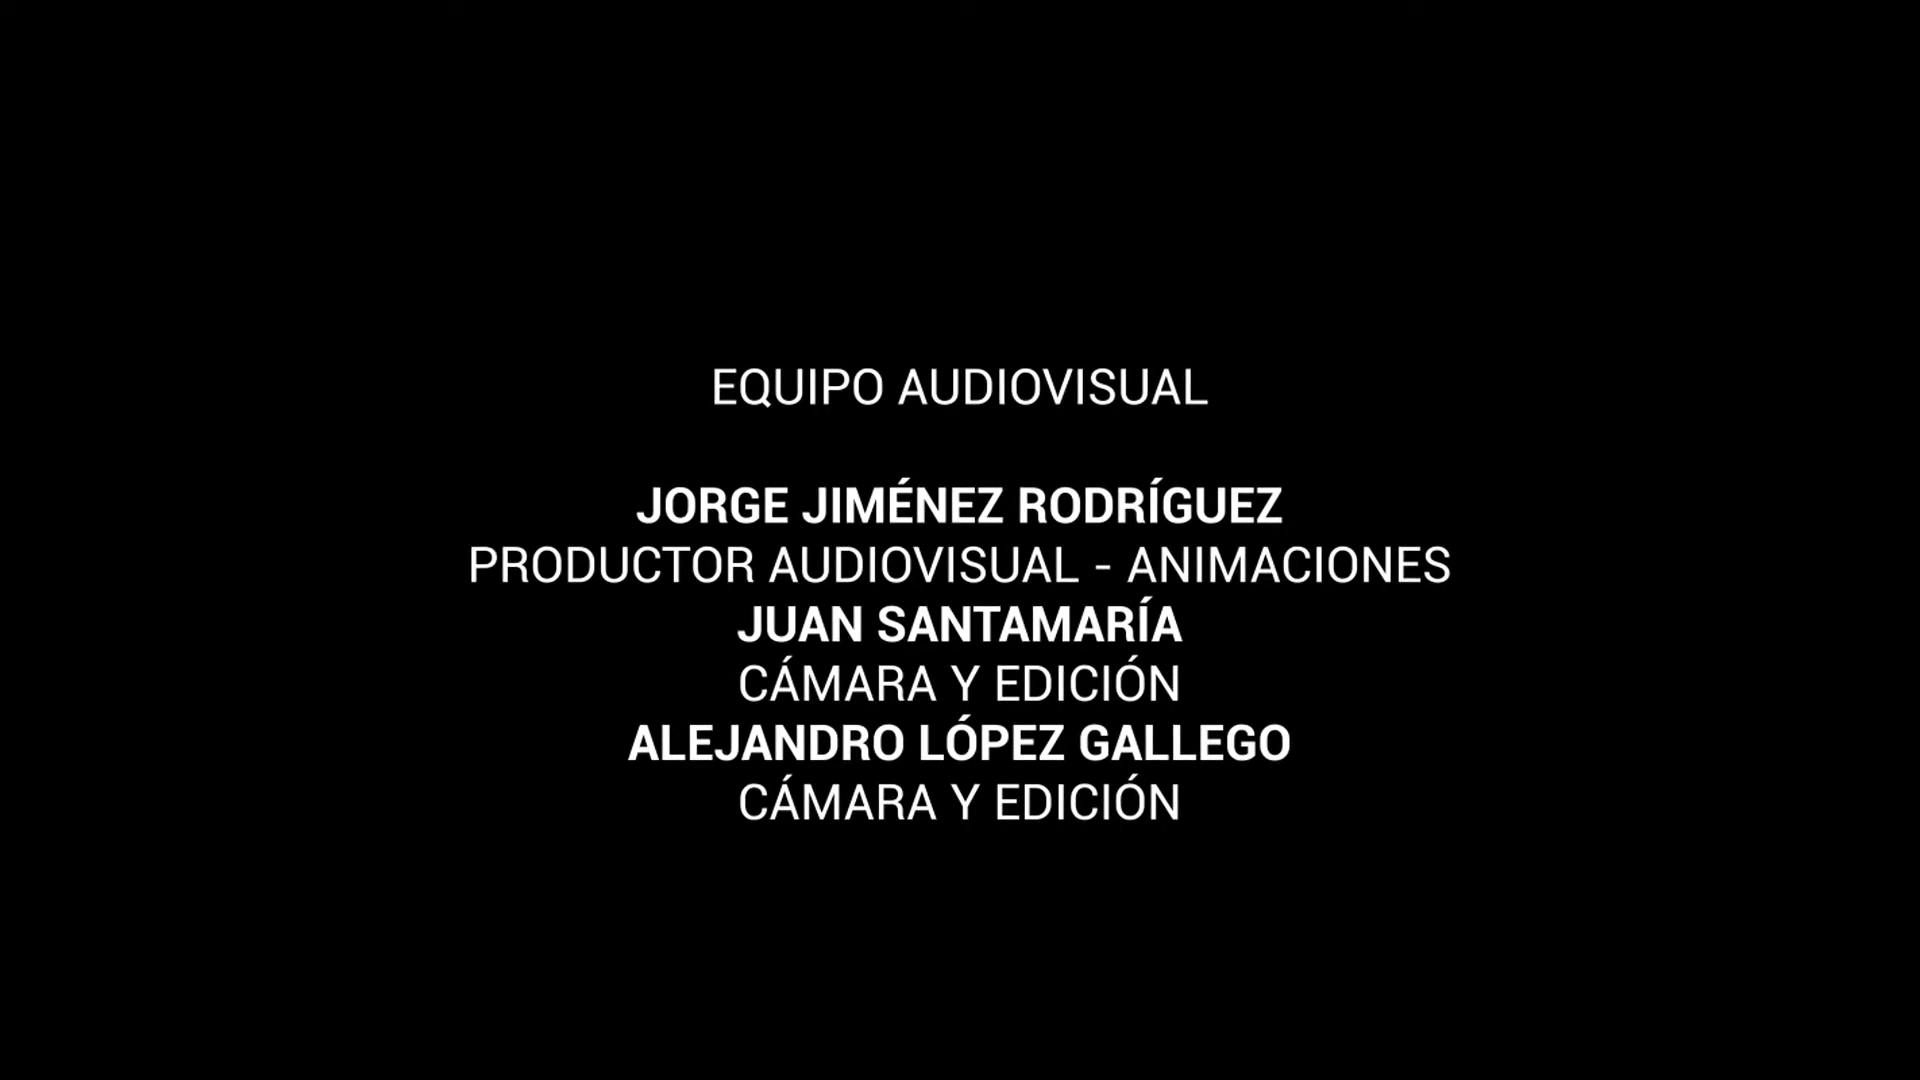 EQUIPO AUDIOVISUAL
JORGE JIMÉNEZ RODRÍGUEZ
PRODUCTOR AUDIOVISUAL - ANIMACIONES
JUAN SANTAMARÍA
CÁMARA Y EDICIÓN
ALEJANDRO LÓPEZ GALLEGO
CÁMARA Y EDICIÓN